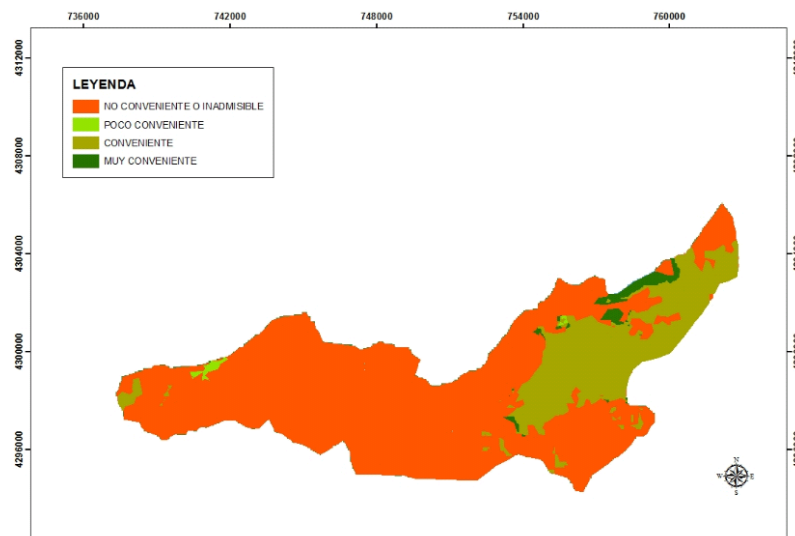 736000 742000 748000 754000 760000
4312000
LEYENDA
NO CONVENIENTE O INADMISIBLE
POCO CONVENIENTE
CONVENIENTE
MUY CONVENIENTE
4308000
4304000
4300000
4296000
N
W E
S